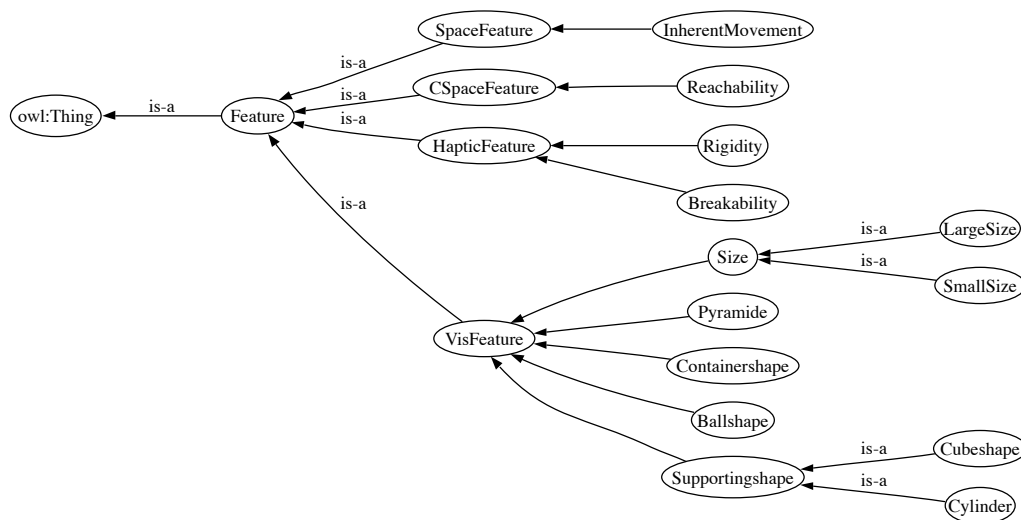 SpaceFeature
InherentMovement
is-a
CSpaceFeature
Reachability
is-a
owl:Thing
is-a
Feature
is-a
HapticFeature
Rigidity
Breakability
is-a
is-a
LargeSize
Size
is-a
SmallSize
Pyramide
VisFeature
Containershape
Ballshape
is-a
Cubeshape
Supportingshape
is-a
Cylinder